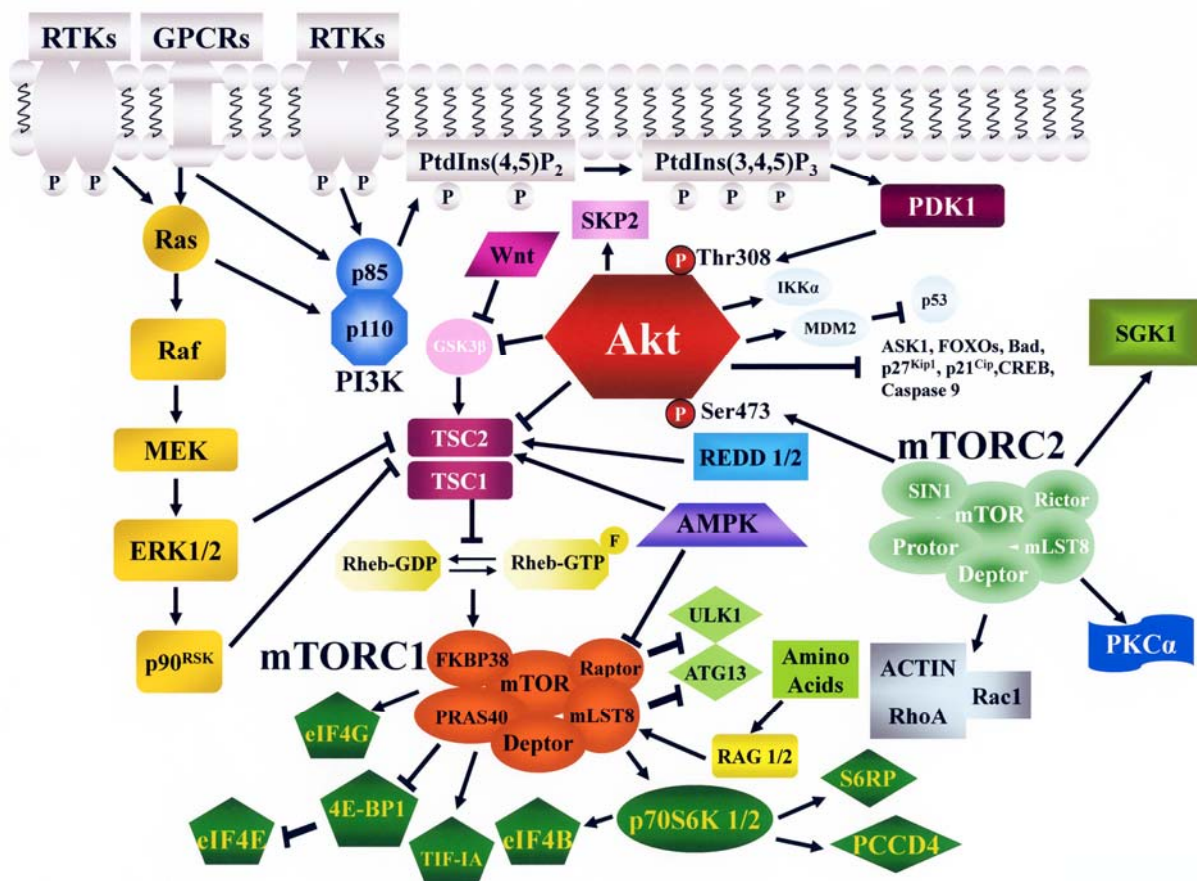 RTKs
GPCRs
RTKs
PtdIns(4,5)P2
PtdIns(3,4,5)P3
P
P
P
P
P
P
P
P
P
PDK1
Ras
p85
p110
PI3K
Wnt
SKP2
P
Thr308
IKKα
MDM2
p53
Akt
GSK3β
ASK1, FOXOs, Bad,
p27Kip1, p21Cip,CREB,
Caspase 9
SGK1
Raf
P
Ser473
MEK
TSC2
TSC1
REDD 1/2
mTORC2
SIN1
mTOR
Rictor
Protor
mLST8
Deptor
AMPK
ERK1/2
Rheb-GDP
Rheb-GTP
F
p90RSK
mTORC1
FKBP38
mTOR
Raptor
PRAS40
mLST8
Deptor
ULK1
ATG13
Amino
Acids
RAG 1/2
ACTIN
RhoA
Rac1
PKCα
eIF4G
4E-BP1
eIF4E
TIF-IA
eIF4B
p70S6K 1/2
S6RP
PCCD4